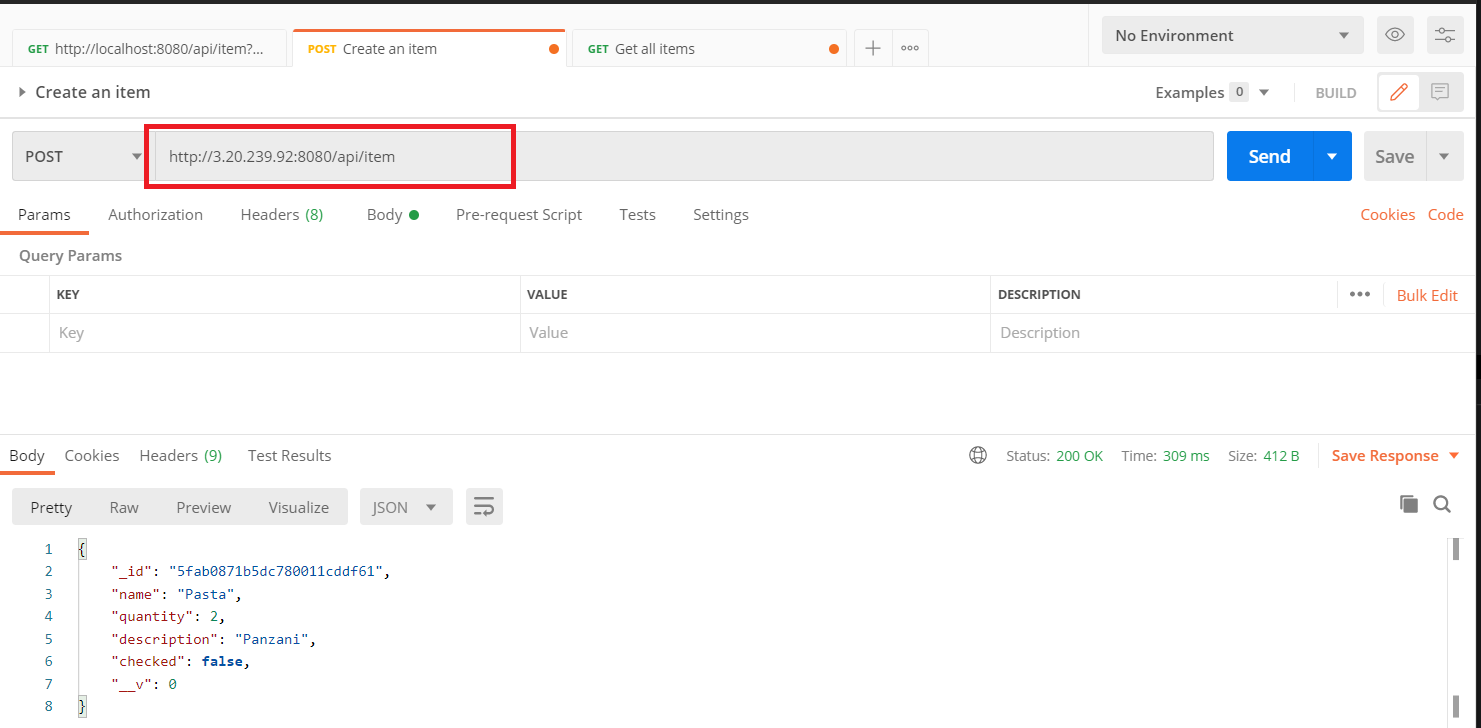 GET http://localhost:8080/api/item?... POST Create an item GET Get all items No Environment
Create an item Examples 0 BUILD
POST http://3.20.239.92:8080/api/item Send Save
Params Authorization Headers (8) Body Pre-request Script Tests Settings Cookies Code
Query Params
KEY VALUE DESCRIPTION Bulk Edit
Key Value Description
Body Cookies Headers (9) Test Results Status: 200 OK Time: 309 ms Size: 412 B Save Response
Pretty Raw Preview Visualize JSON
1 {
2 "_id": "5fab0871b5dc780011cddf61",
3 "name": "Pasta",
4 "quantity": 2,
5 "description": "Panzani",
6 "checked": false,
7 "__v": 0
8 }